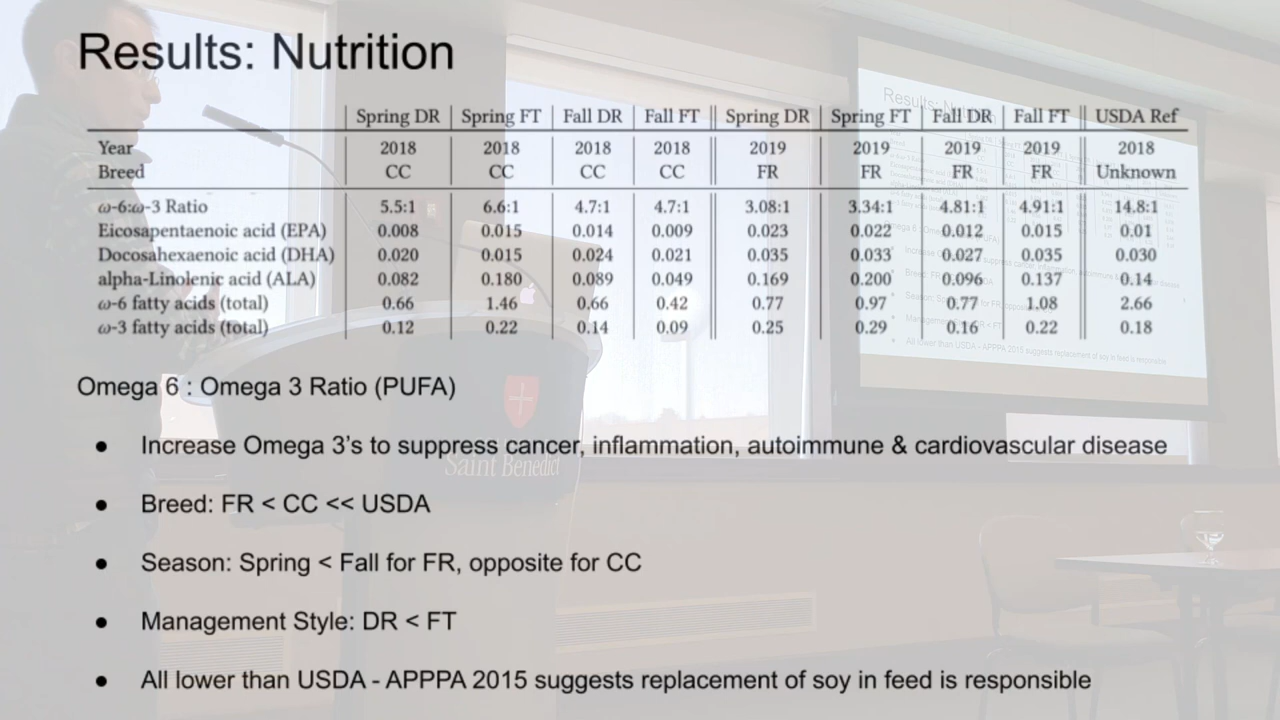 Results: Nutrition
Spring DR Spring FT Fall DR Fall FT Spring DR Spring FT Fall DR Fall FT USDA Ref
Year 2018 2018 2018 2018 2019 2019 2019 2019 2018
Breed CC CC CC CC FR FR FR FR Unknown
ω-6:ω-3 Ratio 5.5:1 6.6:1 4.7:1 4.7:1 3.08:1 3.34:1 4.81:1 4.91:1 14.8:1
Eicosapentaenoic acid (EPA) 0.008 0.015 0.014 0.009 0.023 0.022 0.012 0.015 0.01
Docosahexaenoic acid (DHA) 0.020 0.015 0.024 0.021 0.035 0.033 0.027 0.035 0.030
alpha-Linolenic acid (ALA) 0.082 0.180 0.089 0.049 0.169 0.200 0.096 0.137 0.14
ω-6 fatty acids (total) 0.66 1.46 0.66 0.42 0.77 0.97 0.77 1.08 2.66
ω-3 fatty acids (total) 0.12 0.22 0.14 0.09 0.25 0.29 0.16 0.22 0.18
Omega 6 : Omega 3 Ratio (PUFA)
● Increase Omega 3's to suppress cancer, inflammation, autoimmune & cardiovascular disease
● Breed: FR < CC << USDA
● Season: Spring < Fall for FR, opposite for CC
● Management Style: DR < FT
● All lower than USDA - APPPA 2015 suggests replacement of soy in feed is responsible
Saint Benedict